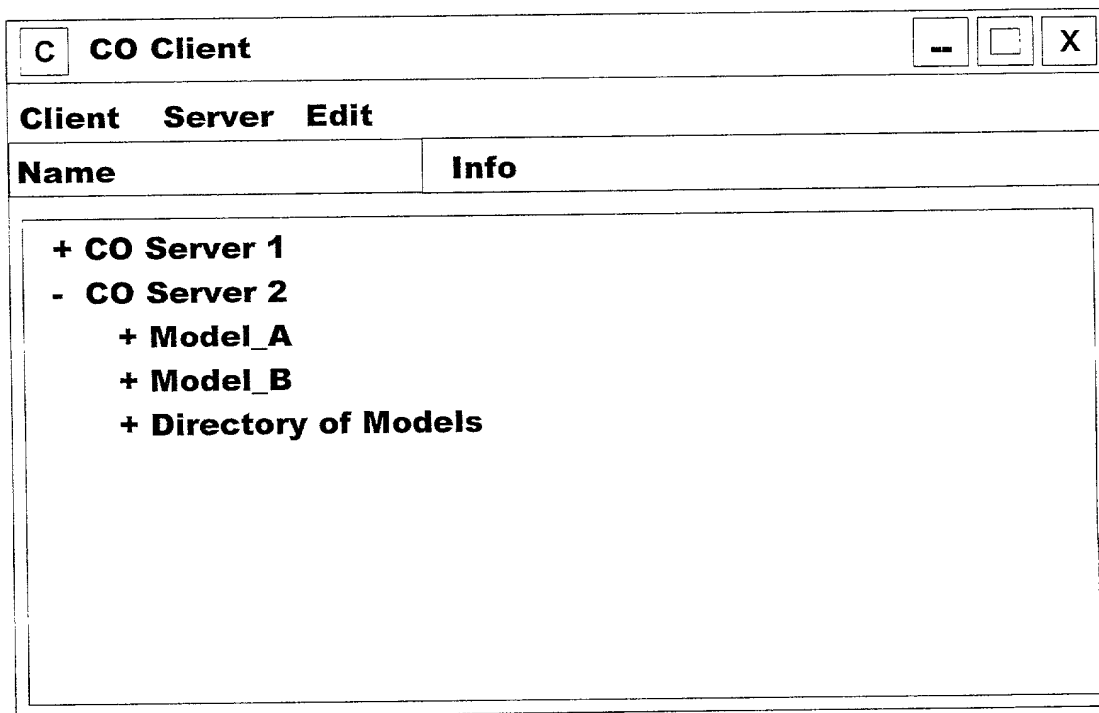 C CO Client -- X
Client Server Edit
Name Info
+ CO Server 1
- CO Server 2
+ Model_A
+ Model_B
+ Directory of Models